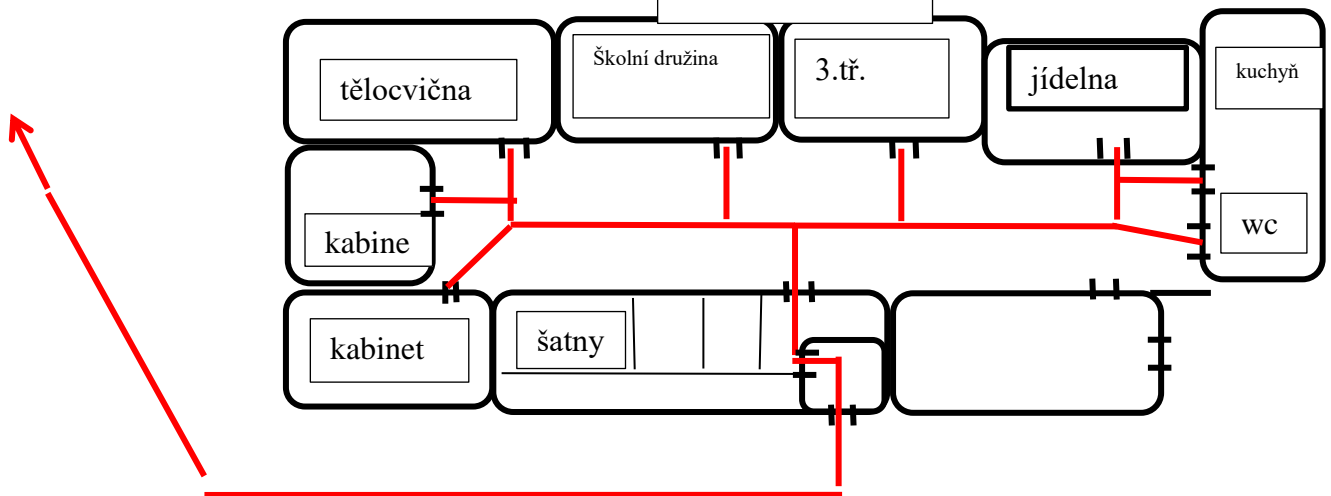 tělocvična
Školní družina
3.tř.
jídelna
kuchyň
kabine
wc
kabinet
šatny